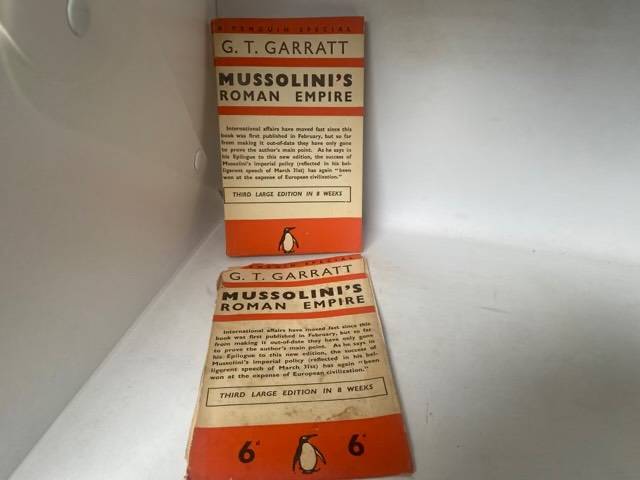 A PENGUIN SPECIAL
G. T. GARRATT
MUSSOLINI'S
ROMAN EMPIRE
International affairs have moved fast since this
book was first published in February, but so far
from making it out-of-date they have only gone
to prove the author's main point. As he says in
his Epilogue to this new edition, the success of
Mussolini's imperial policy (reflected in his bel-
ligerent speech of March 31st) has again "been
won at the expense of European civilization."
THIRD LARGE EDITION IN 8 WEEKS
PENGUIN SPECIAL
G. T. GARRATT
MUSSOLINI'S
ROMAN EMPIRE
International affairs have moved fast since this
book was first published in February, but so far
from making it out-of-date they have only gone
to prove the author's main point. As he says in
his Epilogue to this new edition, the success of
Mussolini's imperial policy (reflected in his bel-
ligerent speech of March 31st) has again "been
won at the expense of European civilization."
THIRD LARGE EDITION IN 8 WEEKS
6d 6d